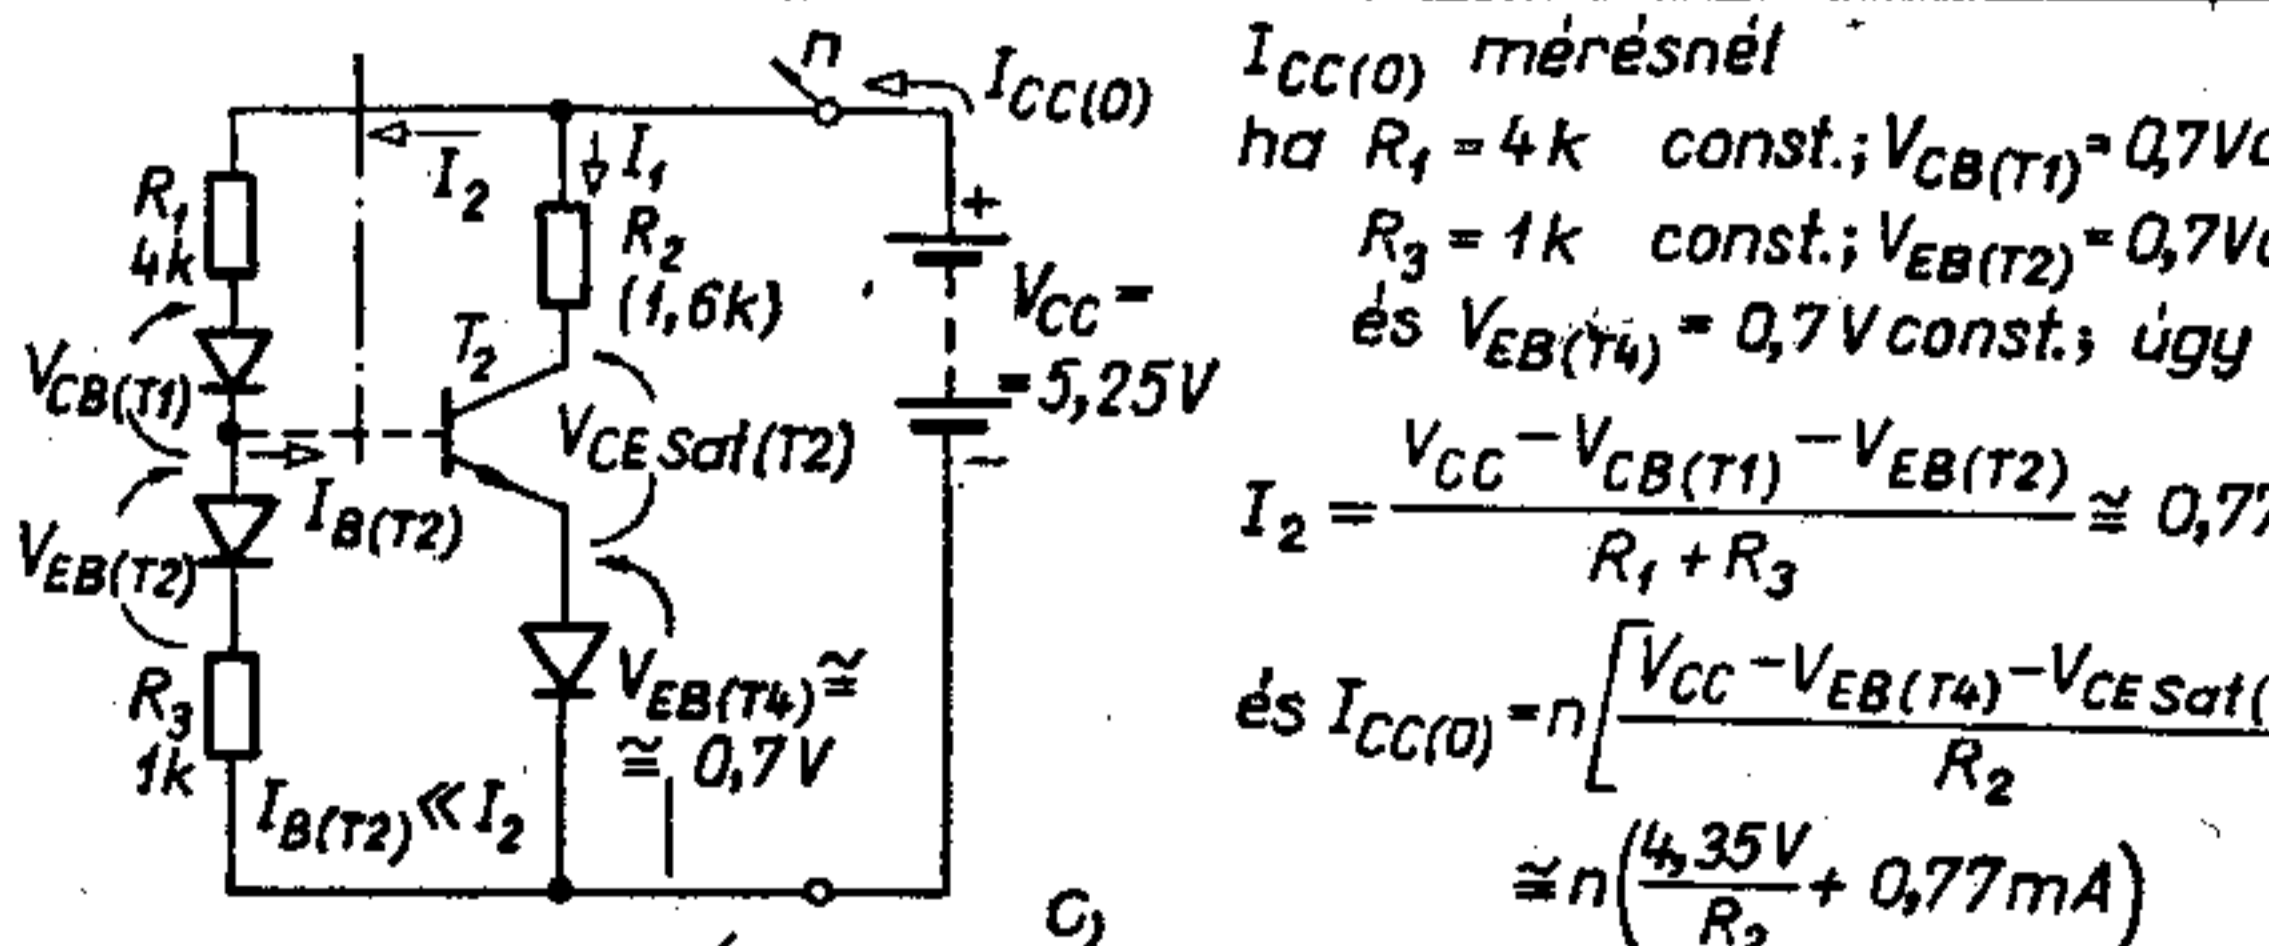 n
I_CC(0)
I_2
I_1
R_1
4k
R_2
(1,6k)
+
V_CC =
= 5,25V
−
T_2
V_CB(T1)
V_CE Sat(T2)
I_B(T2)
V_EB(T2)
V_EB(T4) ≅
≅ 0,7V
R_3
1k
I_B(T2) ≪ I_2
c)
I_CC(0) mérésnél
ha R_1 = 4k const.; V_CB(T1) = 0,7V
R_3 = 1k const.; V_EB(T2) = 0,7V
és V_EB(T4) = 0,7V const.; úgy
V_CC − V_CB(T1) − V_EB(T2)
I_2 = ≅ 0,77
R_1 + R_3
V_CC − V_EB(T4) − V_CE Sat(
és I_CC(0) = n[
R_2
≅ n(4,35V/R_2 + 0,77mA)